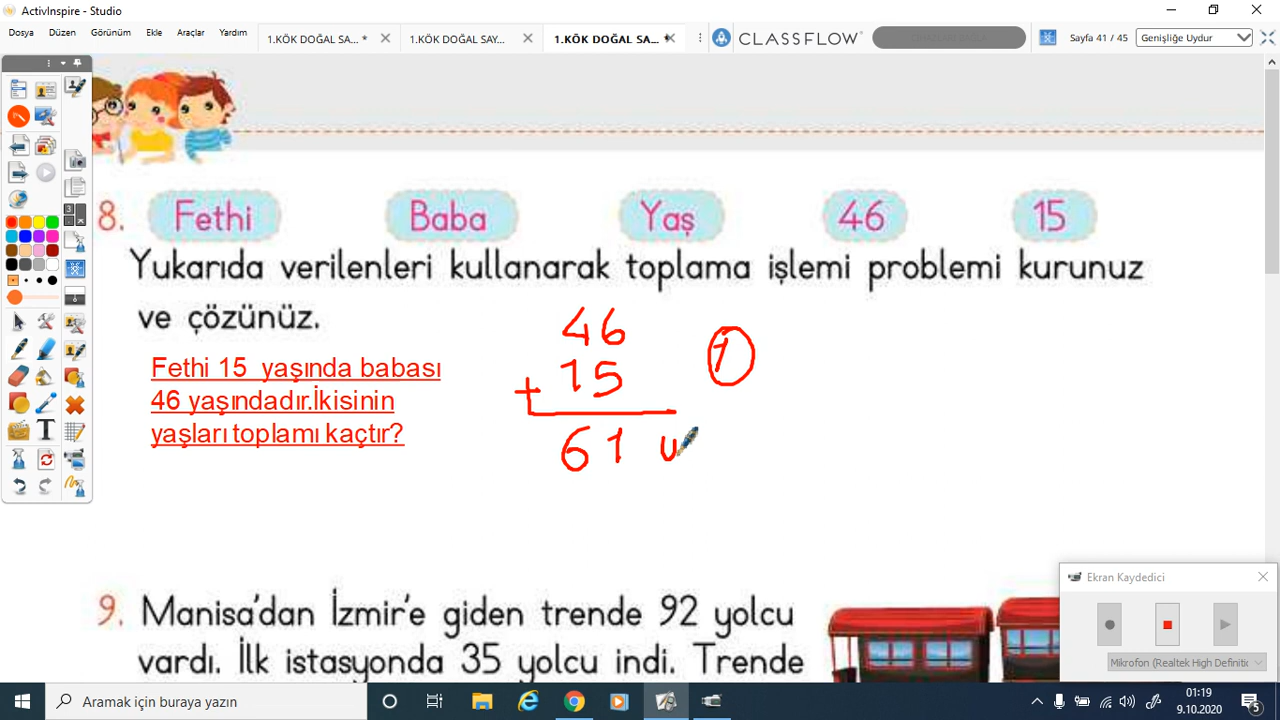 ActivInspire - Studio
Dosya Düzen Görünüm Ekle Araçlar Yardım
1.KÖK DOĞAL SA... *
1.KÖK DOĞAL SAY...
1.KÖK DOĞAL SA... *
CLASSFLOW
Sayfa 41 / 45
Genişliğe Uydur
8. Fethi Baba Yaş 46 15
Yukarıda verilenleri kullanarak toplama işlemi problemi kurunuz
ve çözünüz.
Fethi 15 yaşında babası
46 yaşındadır.İkisinin
yaşları toplamı kaçtır?
46
+ 15
61
1
9. Manisa'dan İzmir'e giden trende 92 yolcu
vardı. İlk istasyonda 35 yolcu indi. Trende
Ekran Kaydedici
Mikrofon (Realtek High Definitic
Aramak için buraya yazın
01:19
9.10.2020
5